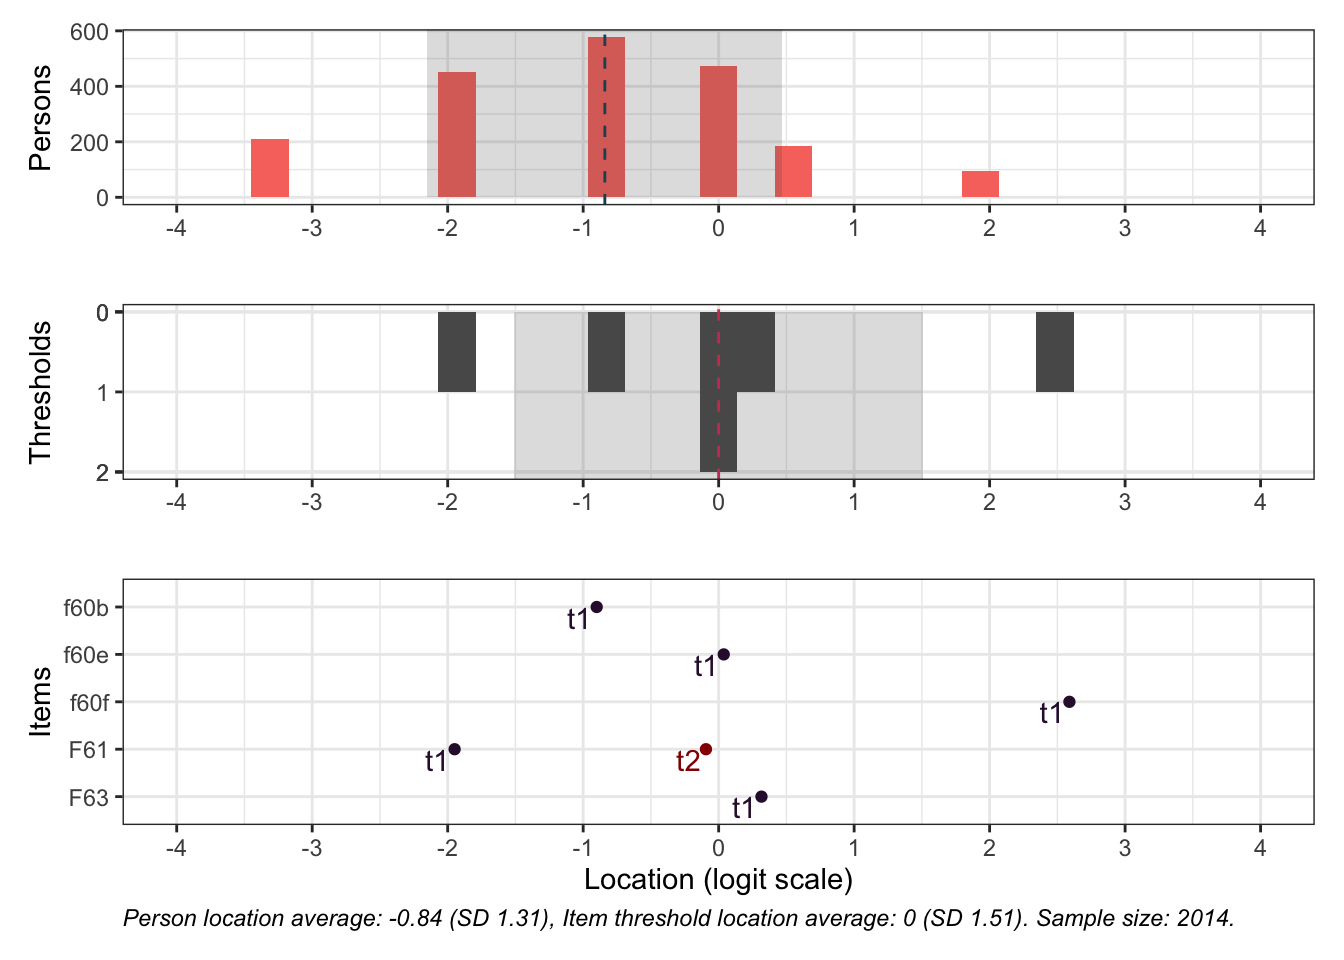 Persons
600
400
200
0
-4 -3 -2 -1 0 1 2 3 4
Thresholds
0
1
2
-4 -3 -2 -1 0 1 2 3 4
Items
f60b
t1
f60e
t1
f60f
t1
F61
t1 t2
F63
t1
-4 -3 -2 -1 0 1 2 3 4
Location (logit scale)
Person location average: -0.84 (SD 1.31), Item threshold location average: 0 (SD 1.51). Sample size: 2014.